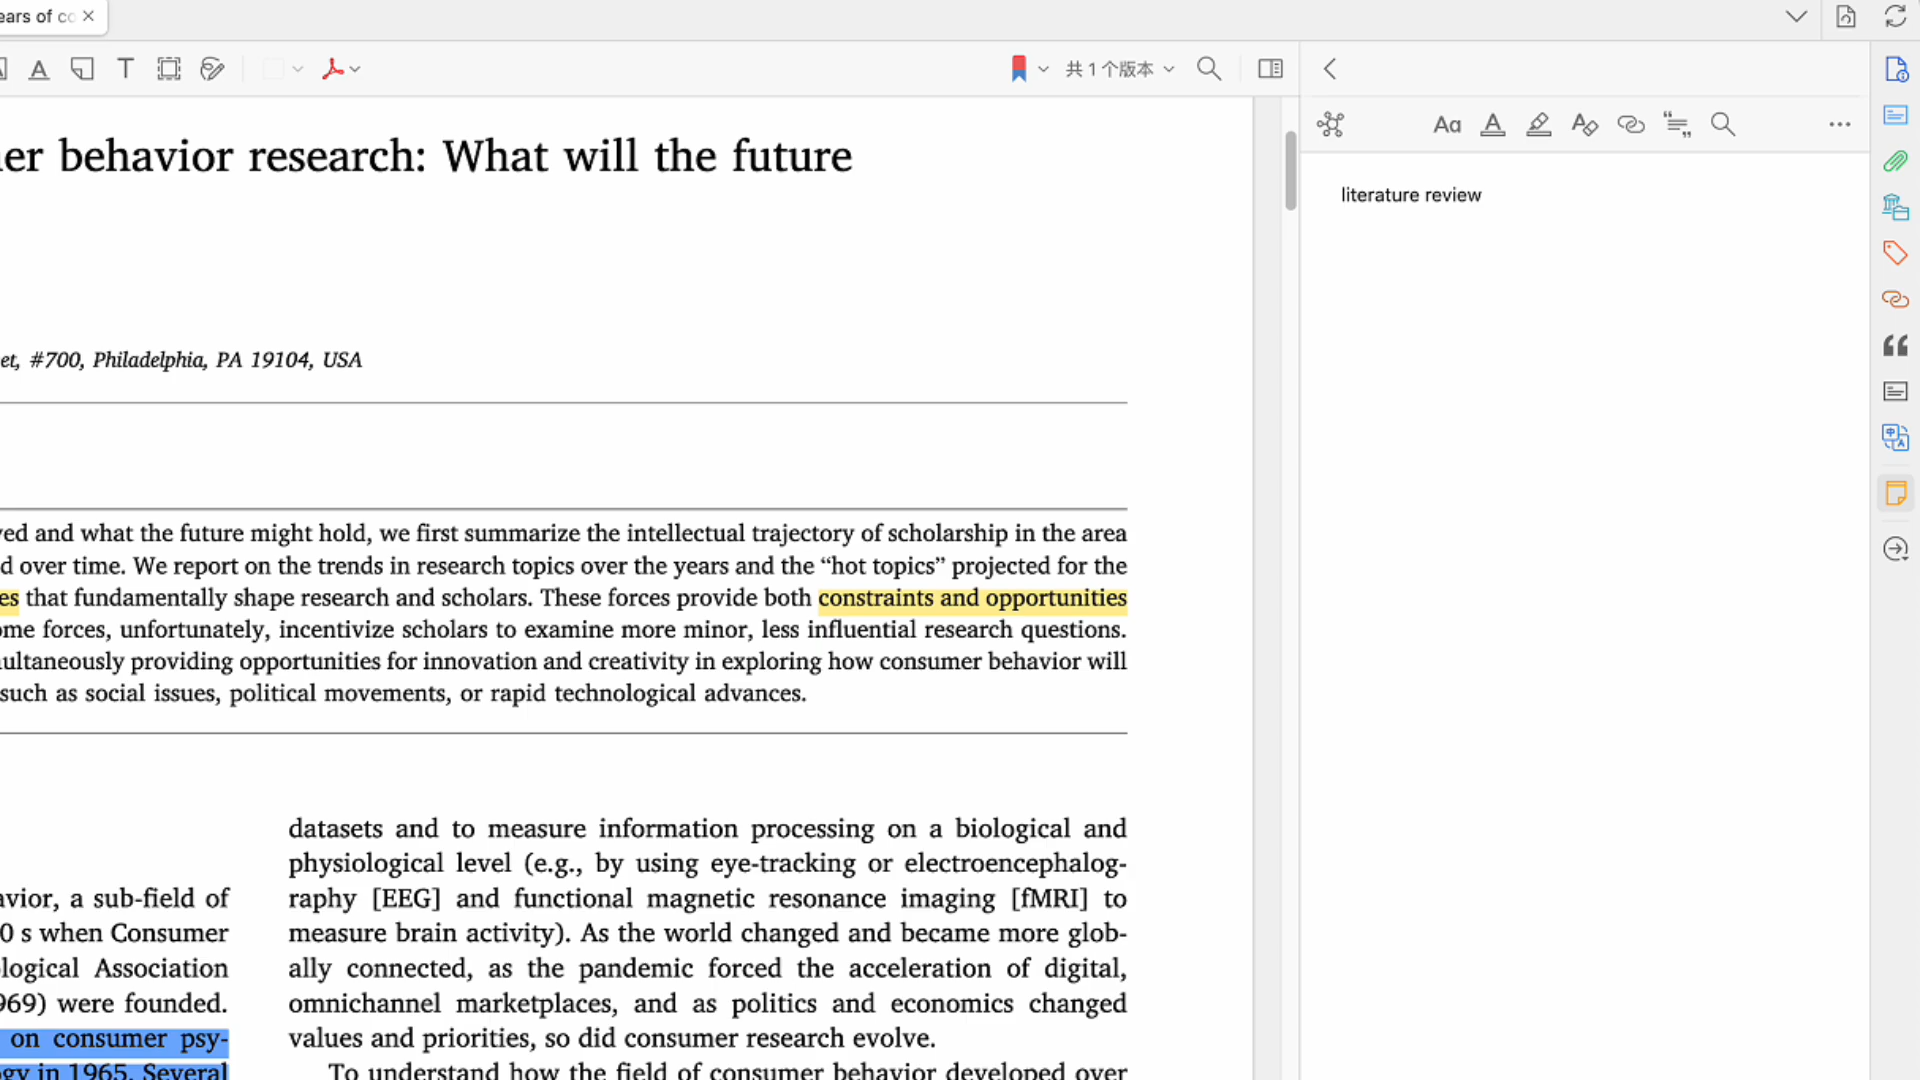 ears of co
T
共 1 个版本
Aa
literature review
er behavior research: What will the future
et, #700, Philadelphia, PA 19104, USA
ed and what the future might hold, we first summarize the intellectual trajectory of scholarship in the area
d over time. We report on the trends in research topics over the years and the “hot topics” projected for the
es that fundamentally shape research and scholars. These forces provide both constraints and opportunities
me forces, unfortunately, incentivize scholars to examine more minor, less influential research questions.
ultaneously providing opportunities for innovation and creativity in exploring how consumer behavior will
such as social issues, political movements, or rapid technological advances.
avior, a sub-field of
0 s when Consumer
logical Association
969) were founded.
on consumer psy-
gy in 1965. Several
datasets and to measure information processing on a biological and
physiological level (e.g., by using eye-tracking or electroencephalog-
raphy [EEG] and functional magnetic resonance imaging [fMRI] to
measure brain activity). As the world changed and became more glob-
ally connected, as the pandemic forced the acceleration of digital,
omnichannel marketplaces, and as politics and economics changed
values and priorities, so did consumer research evolve.
To understand how the field of consumer behavior developed over